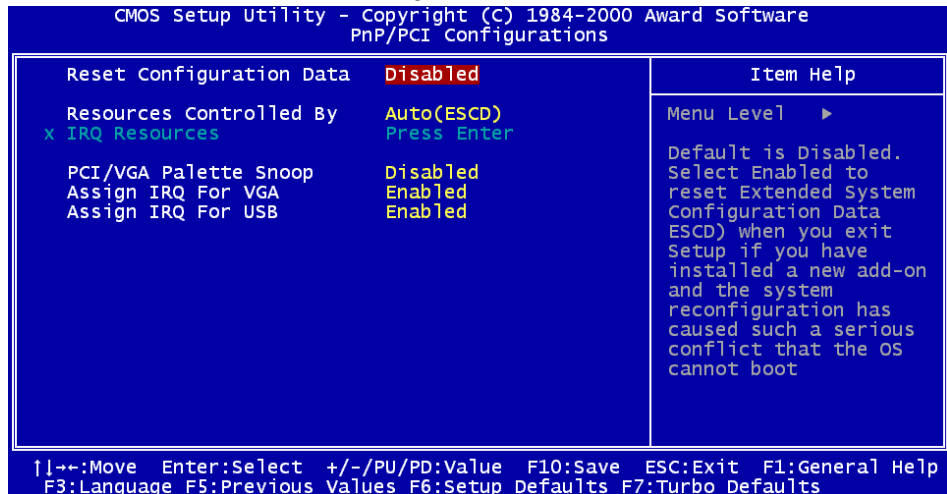 CMOS Setup Utility - Copyright (C) 1984-2000 Award Software
PnP/PCI Configurations
Reset Configuration Data Disabled
Resources Controlled By Auto(ESCD)
x IRQ Resources Press Enter
PCI/VGA Palette Snoop Disabled
Assign IRQ For VGA Enabled
Assign IRQ For USB Enabled
Item Help
Menu Level ▶
Default is Disabled.
Select Enabled to
reset Extended System
Configuration Data
ESCD) when you exit
Setup if you have
installed a new add-on
and the system
reconfiguration has
caused such a serious
conflict that the OS
cannot boot
↑↓→←:Move Enter:Select +/-/PU/PD:Value F10:Save ESC:Exit F1:General Help
F3:Language F5:Previous Values F6:Setup Defaults F7:Turbo Defaults